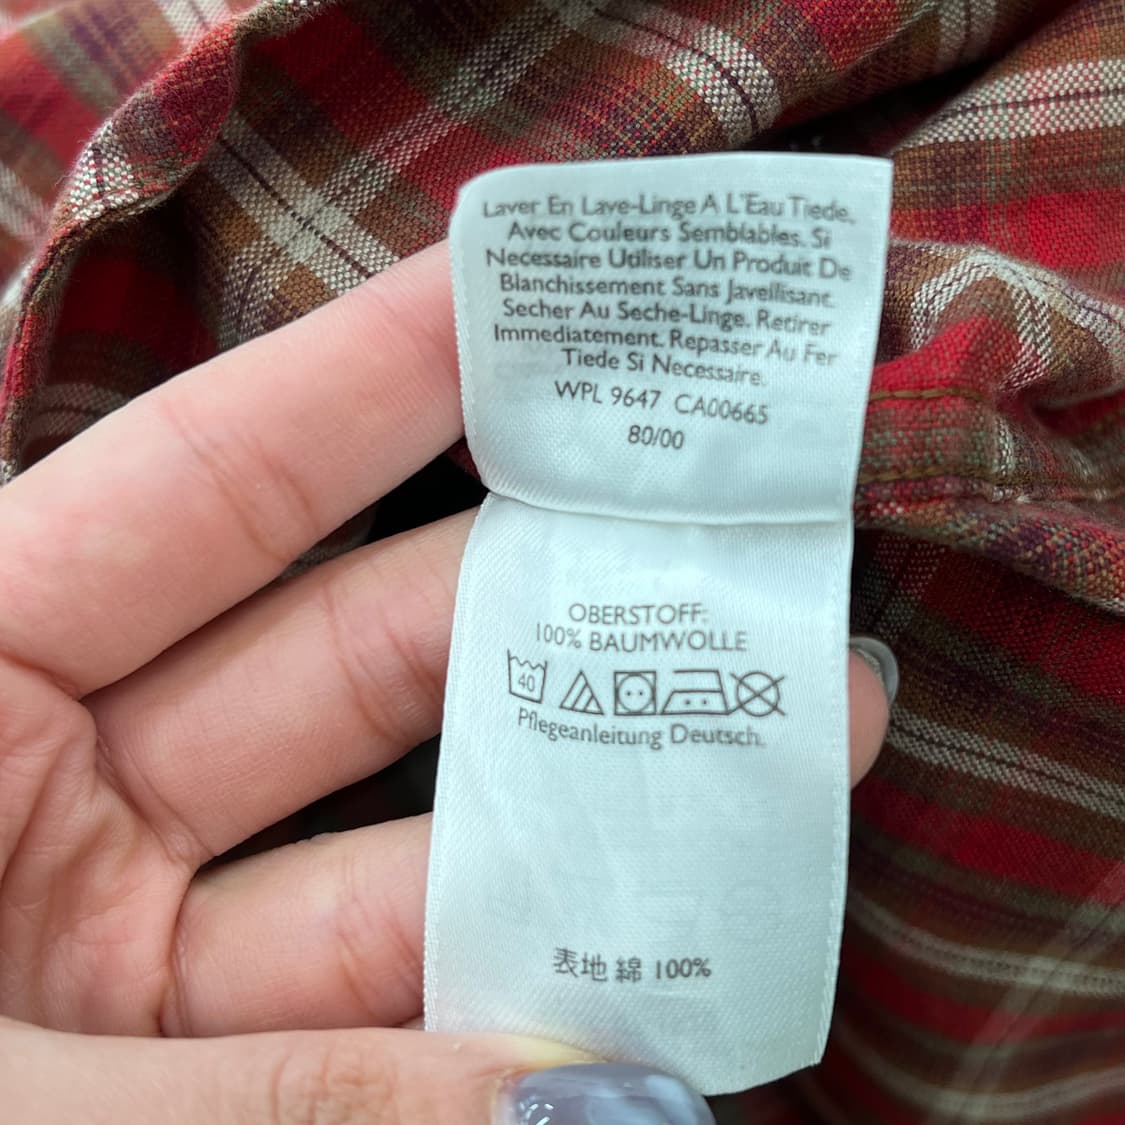 Laver En Lave-Linge A L'Eau Tiede.
Avec Couleurs Semblables. Si
Necessaire Utiliser Un Produit De
Blanchissement Sans Javellisant.
Secher Au Seche-Linge. Retirer
Immediatement. Repasser Au Fer
Tiede Si Necessaire.
WPL 9647 CA00665
80/00
OBERSTOFF:
100% BAUMWOLLE
40
Pflegeanleitung Deutsch.
表地 綿 100%